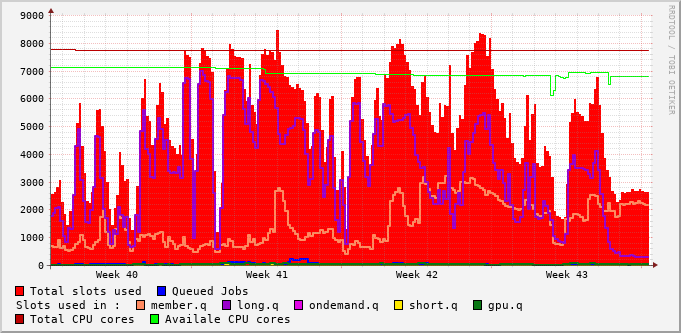 9000
8000
7000
6000
5000
4000
3000
2000
1000
0
Week 40 Week 41 Week 42 Week 43
RRDTOOL / TOBI OETIKER
Total slots used Queued Jobs
Slots used in : member.q long.q ondemand.q short.q gpu.q
Total CPU cores Availale CPU cores